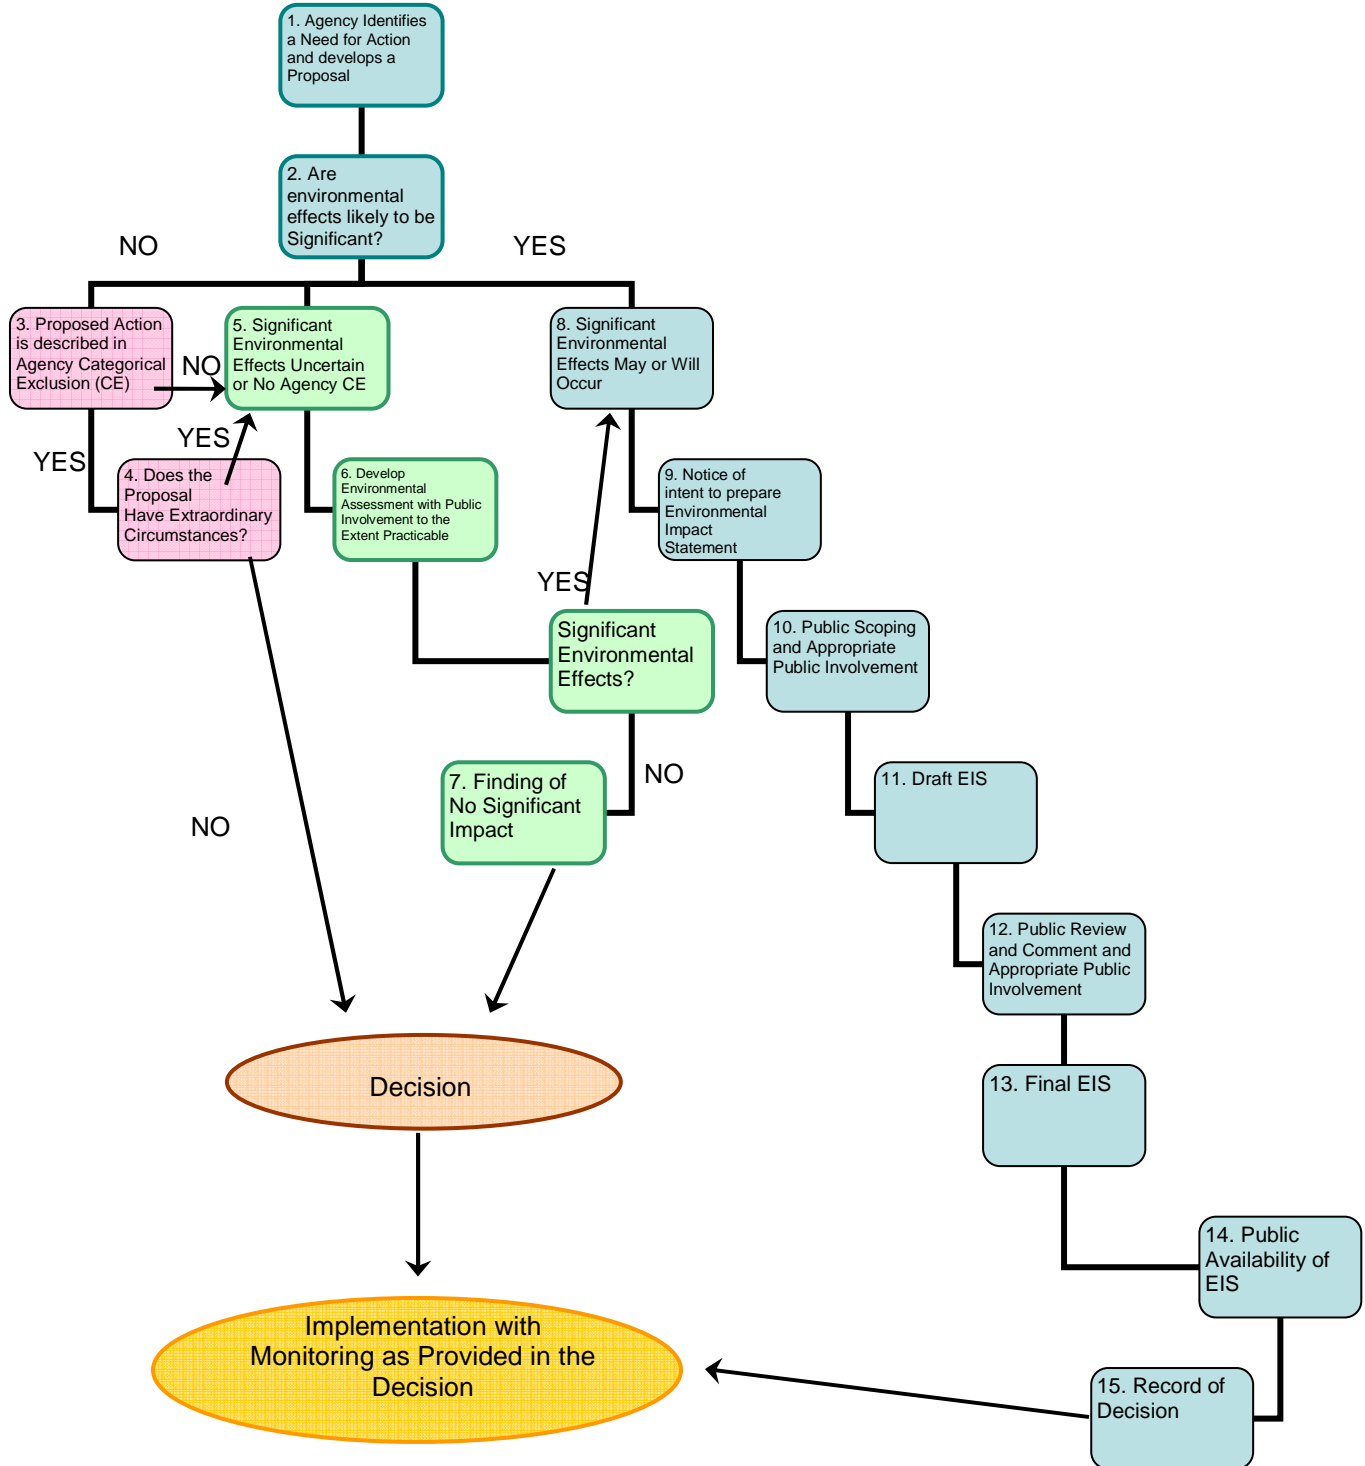 1. Agency Identifies
a Need for Action
and develops a
Proposal
2. Are
environmental
effects likely to be
Significant?
NO
YES
3. Proposed Action
is described in
Agency Categorical
Exclusion (CE)
NO
5. Significant
Environmental
Effects Uncertain
or No Agency CE
8. Significant
Environmental
Effects May or Will
Occur
YES
YES
4. Does the
Proposal
Have Extraordinary
Circumstances?
6. Develop
Environmental
Assessment with Public
Involvement to the
Extent Practicable
9. Notice of
intent to prepare
Environmental
Impact
Statement
YES
Significant
Environmental
Effects?
10. Public Scoping
and Appropriate
Public Involvement
NO
7. Finding of
No Significant
Impact
11. Draft EIS
NO
12. Public Review
and Comment and
Appropriate Public
Involvement
Decision
13. Final EIS
14. Public
Availability of
EIS
Implementation with
Monitoring as Provided in the
Decision
15. Record of
Decision